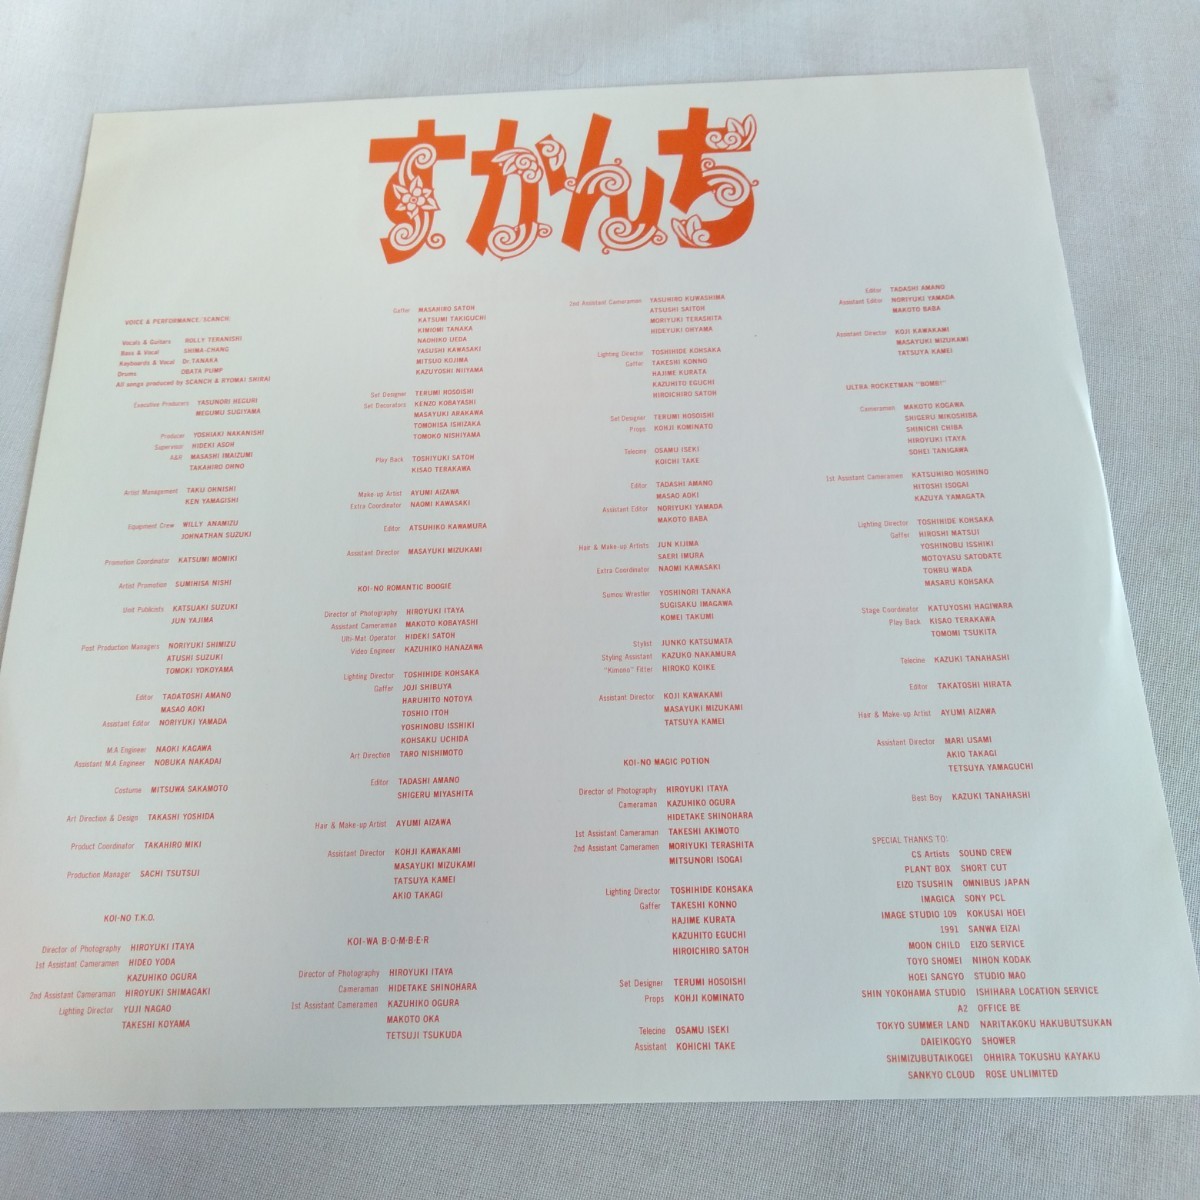 すかんち
VOICE & PERFORMANCE/SCANCH
Vocals & Guitars ROLLY TERANISHI
Bass & Vocal SHIMA-CHANG
Keyboards & Vocal Dr.TANAKA
Drums OBATA PUMP
All songs produced by SCANCH & RYOMAI SHIRAI
Executive Producers YASUNORI HEGURI
MEGUMU SUGIYAMA
Producer YOSHIAKI NAKANISHI
Supervisor HIDEKI ASOH
A&R MASASHI IMAIZUMI
TAKAHIRO OHNO
Artist Management TAKU OHNISHI
KEN YAMAGISHI
Equipment Crew WILLY ANAMIZU
JOHNATHAN SUZUKI
Promotion Coordinator KATSUMI MOMIKI
Artist Promotion SUMIHISA NISHI
Unit Publicists KATSUAKI SUZUKI
JUN YAJIMA
Post Production Managers NORIYUKI SHIMIZU
ATUSHI SUZUKI
TOMOKI YOKOYAMA
Editor TADATOSHI AMANO
MASAO AOKI
Assistant Editor NORIYUKI YAMADA
M.A Engineer NAOKI KAGAWA
Assistant M.A Engineer NOBUKA NAKADAI
Costume MITSUWA SAKAMOTO
Art Direction & Design TAKASHI YOSHIDA
Product Coordinator TAKAHIRO MIKI
Production Manager SACHI TSUTSUI
KOI-NO T.K.O.
Director of Photography HIROYUKI ITAYA
1st Assistant Cameramen HIDEO YODA
KAZUHIKO OGURA
2nd Assistant Cameraman HIROYUKI SHIMAGAKI
Lighting Director YUJI NAGAO
TAKESHI KOYAMA
Gaffer MASAHIRO SATOH
KATSUMI TAKIGUCHI
KIMIOMI TANAKA
NAOHIKO UEDA
YASUSHI KAWASAKI
MITSUO KOJIMA
KAZUYOSHI NIIYAMA
Set Designer TERUMI HOSOISHI
Set Decorators KENZO KOBAYASHI
MASAYUKI ARAKAWA
TOMOHISA ISHIZAKA
TOMOKO NISHIYAMA
Play Back TOSHIYUKI SATOH
KISAO TERAKAWA
Make-up Artist AYUMI AIZAWA
Extra Coordinator NAOMI KAWASAKI
Editor ATSUHIKO KAWAMURA
Assistant Director MASAYUKI MIZUKAMI
KOI-NO ROMANTIC BOOGIE
Director of Photography HIROYUKI ITAYA
Assistant Cameraman MAKOTO KOBAYASHI
Ulti-Mat Operator HIDEKI SATOH
Video Engineer KAZUHIKO HANAZAWA
Lighting Director TOSHIHIDE KOHSAKA
Gaffer JOJI SHIBUYA
HARUHITO NOTOYA
TOSHIO ITOH
YOSHINOBU ISSHIKI
KOHSAKU UCHIDA
Art Direction TARO NISHIMOTO
Editor TADASHI AMANO
SHIGERU MIYASHITA
Hair & Make-up Artist AYUMI AIZAWA
Assistant Director KOHJI KAWAKAMI
MASAYUKI MIZUKAMI
TATSUYA KAMEI
AKIO TAKAGI
KOI-WA B·O·M·B·E·R
Director of Photography HIROYUKI ITAYA
Cameraman HIDETAKE SHINOHARA
1st Assistant Cameramen KAZUHIKO OGURA
MAKOTO OKA
TETSUJI TSUKUDA
2nd Assistant Cameramen YASUHIRO KUWASHIMA
ATSUSHI SAITOH
MORIYUKI TERASHITA
HIDEYUKI OHYAMA
Lighting Director TOSHIHIDE KOHSAKA
Gaffer TAKESHI KONNO
HAJIME KURATA
KAZUHITO EGUCHI
HIROICHIRO SATOH
Set Designer TERUMI HOSOISHI
Props KOHJI KOMINATO
Telecine OSAMU ISEKI
KOICHI TAKE
Editor TADASHI AMANO
MASAO AOKI
Assistant Editor NORIYUKI YAMADA
MAKOTO BABA
Hair & Make-up Artists JUN KIJIMA
SAERI IMURA
Extra Coordinator NAOMI KAWASAKI
Sumou Wrestler YOSHINORI TANAKA
SUGISAKU IMAGAWA
KOMEI TAKUMI
Stylist JUNKO KATSUMATA
Styling Assistant KAZUKO NAKAMURA
"Kimono" Fitter HIROKO KOIKE
Assistant Director KOJI KAWAKAMI
MASAYUKI MIZUKAMI
TATSUYA KAMEI
KOI-NO MAGIC POTION
Director of Photography HIROYUKI ITAYA
Cameraman KAZUHIKO OGURA
HIDETAKE SHINOHARA
1st Assistant Cameraman TAKESHI AKIMOTO
2nd Assistant Cameramen MORIYUKI TERASHITA
MITSUNORI ISOGAI
Lighting Director TOSHIHIDE KOHSAKA
Gaffer TAKESHI KONNO
HAJIME KURATA
KAZUHITO EGUCHI
HIROICHIRO SATOH
Set Designer TERUMI HOSOISHI
Props KOHJI KOMINATO
Telecine OSAMU ISEKI
Assistant KOHICHI TAKE
Editor TADASHI AMANO
Assistant Editor NORIYUKI YAMADA
MAKOTO BABA
Assistant Director KOJI KAWAKAMI
MASAYUKI MIZUKAMI
TATSUYA KAMEI
ULTRA ROCKETMAN "BOMB!"
Cameramen MAKOTO KOGAWA
SHIGERU MIKOSHIBA
SHINICHI CHIBA
HIROYUKI ITAYA
SOHEI TANIGAWA
1st Assistant Cameramen KATSUHIRO HOSHINO
HITOSHI ISOGAI
KAZUYA YAMAGATA
Lighting Director TOSHIHIDE KOHSAKA
Gaffer HIROSHI MATSUI
YOSHINOBU ISSHIKI
MOTOYASU SATODATE
TOHRU WADA
MASARU KOHSAKA
Stage Coordinator KATUYOSHI HAGIWARA
Play Back KISAO TERAKAWA
TOMOMI TSUKITA
Telecine KAZUKI TANAHASHI
Editor TAKATOSHI HIRATA
Hair & Make-up Artist AYUMI AIZAWA
Assistant Director MARI USAMI
AKIO TAKAGI
TETSUYA YAMAGUCHI
Best Boy KAZUKI TANAHASHI
SPECIAL THANKS TO:
CS Artists SOUND CREW
PLANT BOX SHORT CUT
EIZO TSUSHIN OMNIBUS JAPAN
IMAGICA SONY PCL
IMAGE STUDIO 109 KOKUSAI HOEI
1991 SANWA EIZAI
MOON CHILD EIZO SERVICE
TOYO SHOMEI NIHON KODAK
HOEI SANGYO STUDIO MAO
SHIN YOKOHAMA STUDIO ISHIHARA LOCATION SERVICE
A2 OFFICE BE
TOKYO SUMMER LAND NARITAKOKU HAKUBUTSUKAN
DAIEIKOGYO SHOWER
SHIMIZUBUTAIKOGEI OHHIRA TOKUSHU KAYAKU
SANKYO CLOUD ROSE UNLIMITED